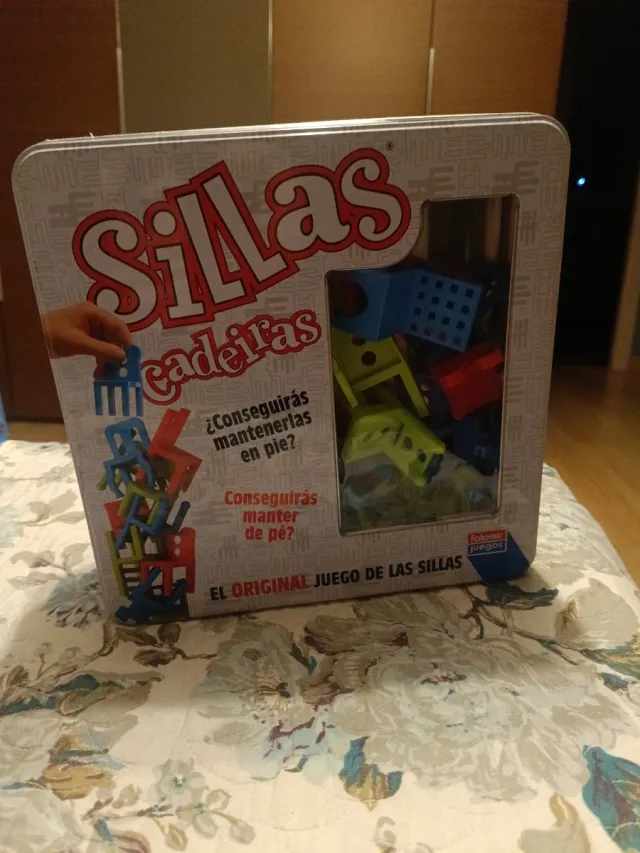 Sillas
®
cadeiras
¿Conseguirás
mantenerlas
en pie?
Conseguirás
manter
de pé?
EL ORIGINAL JUEGO DE LAS SILLAS
falomir
juegos